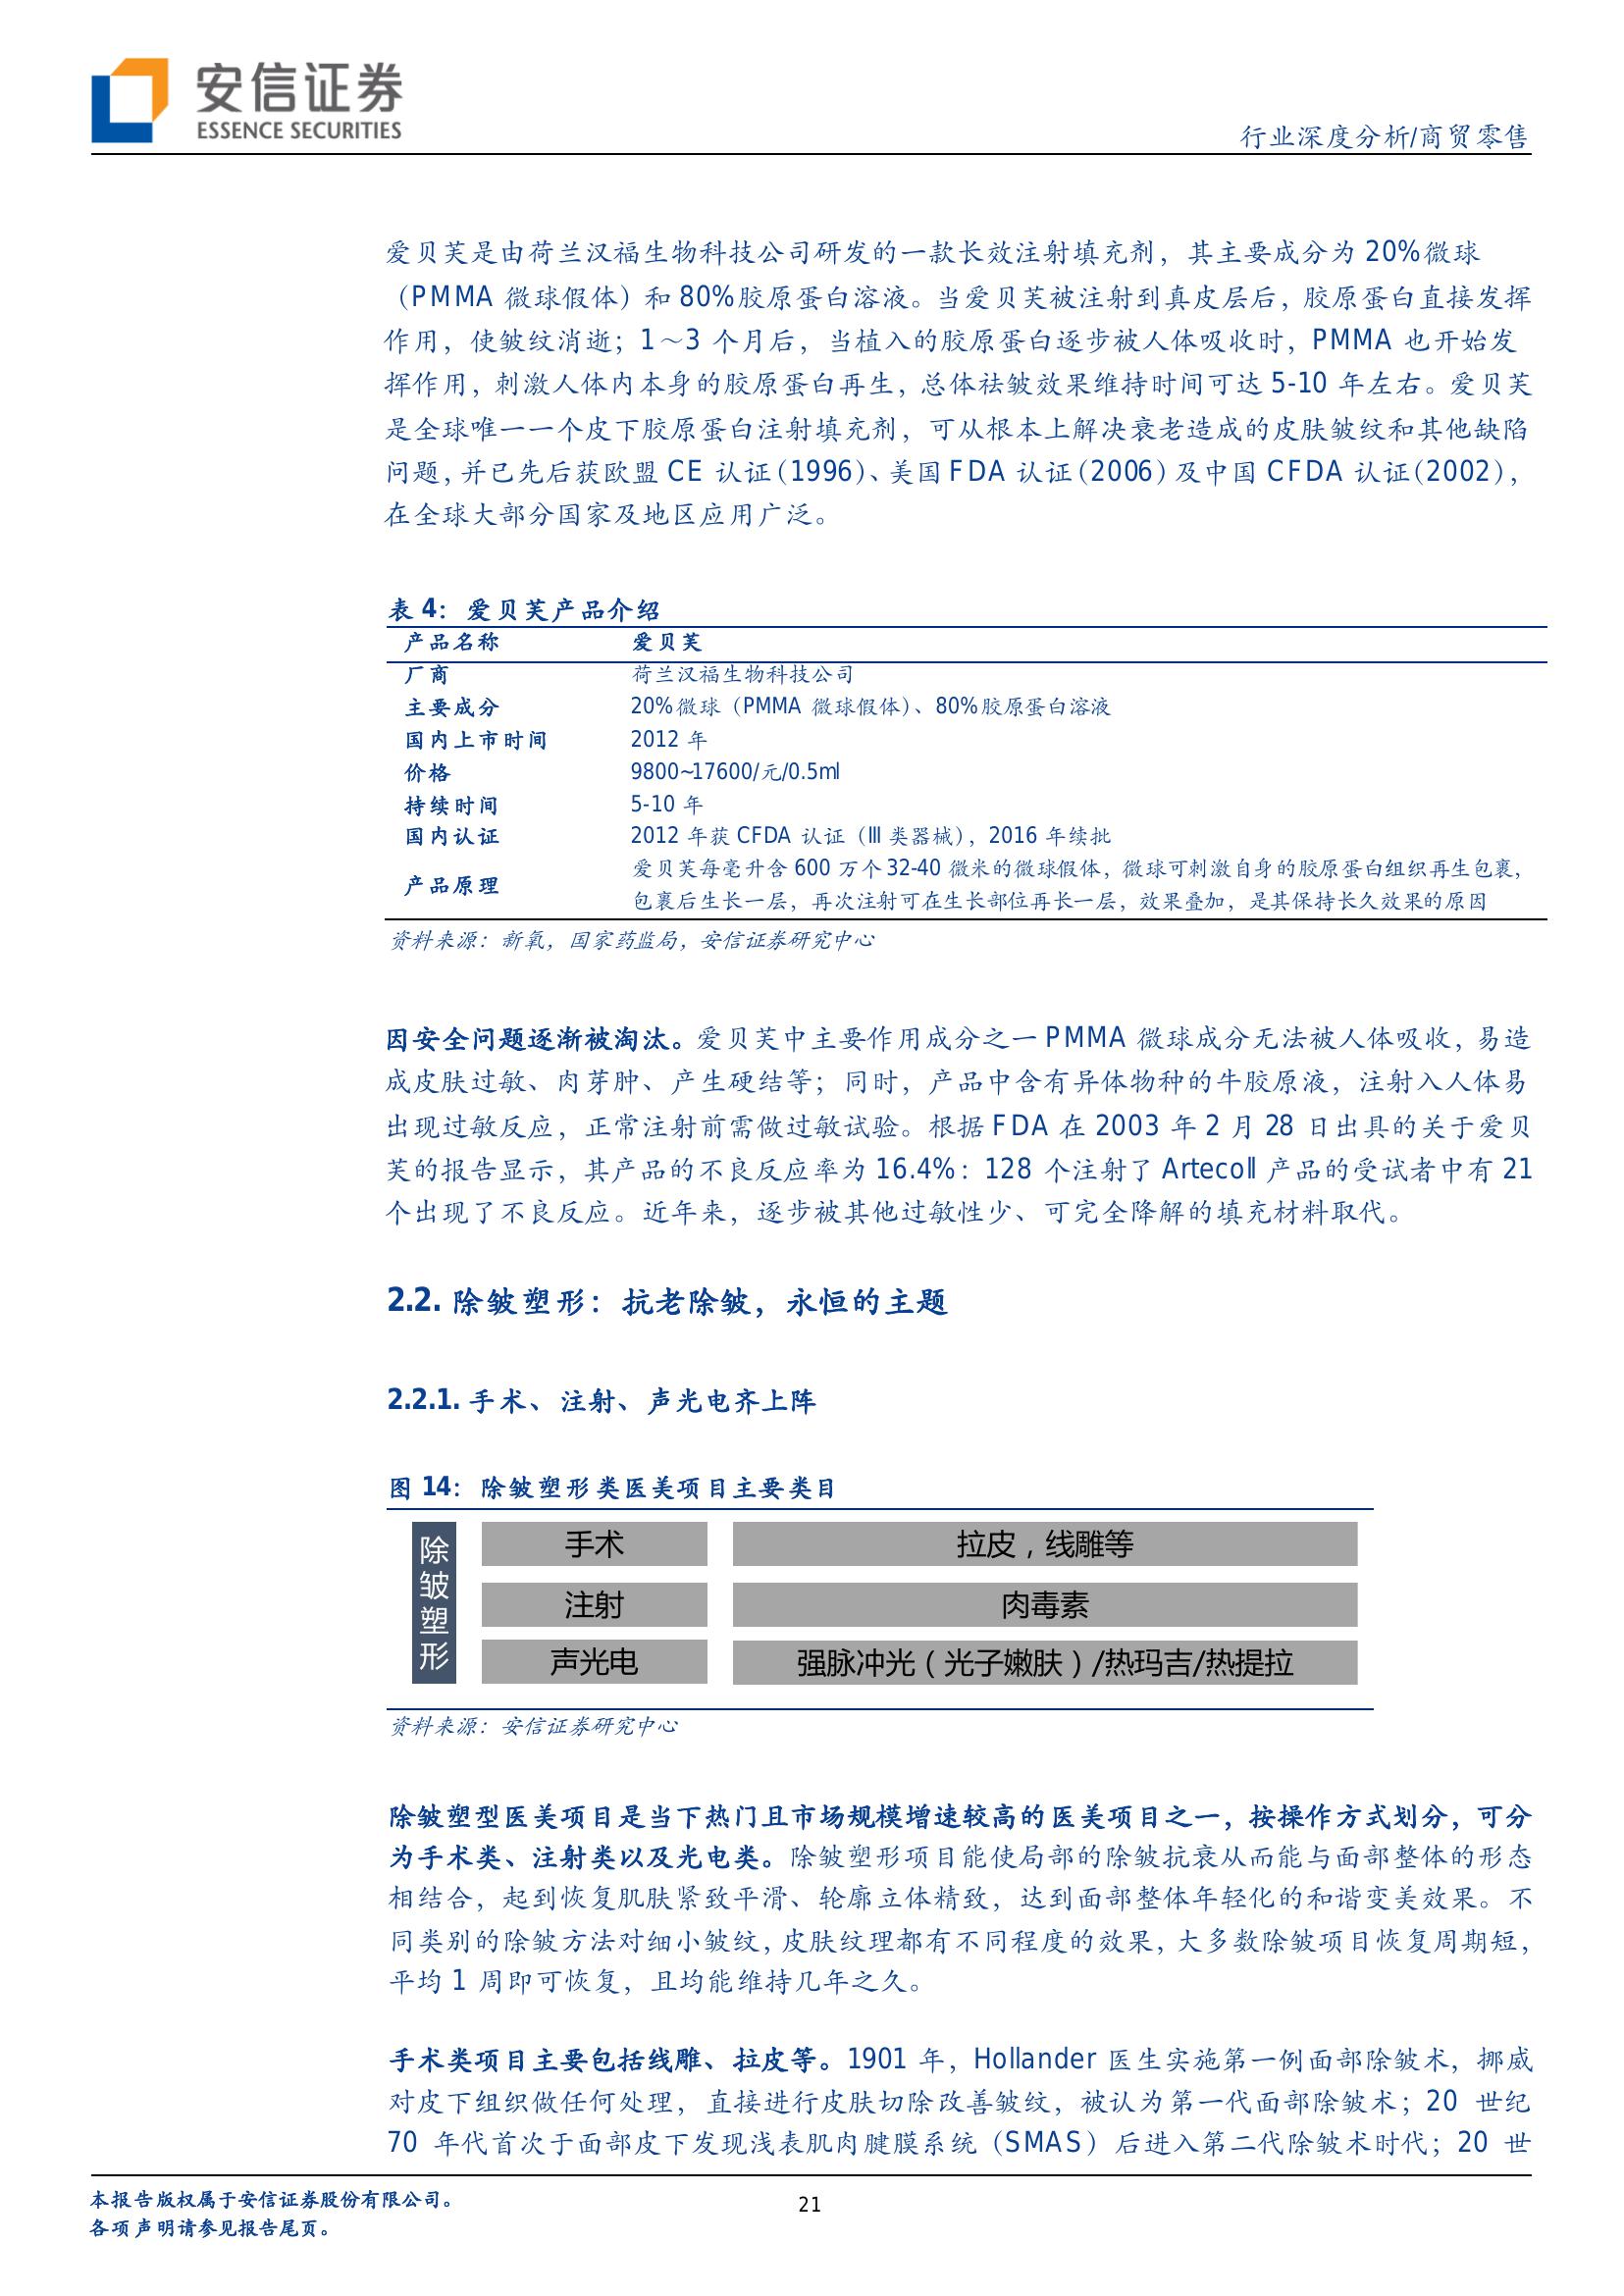 安信证券
ESSENCE SECURITIES
行业深度分析/商贸零售
爱贝芙是由荷兰汉福生物科技公司研发的一款长效注射填充剂，其主要成分为 20%微球
（PMMA 微球假体）和 80%胶原蛋白溶液。当爱贝芙被注射到真皮层后，胶原蛋白直接发挥
作用，使皱纹消逝；1～3 个月后，当植入的胶原蛋白逐步被人体吸收时，PMMA 也开始发
挥作用，刺激人体内本身的胶原蛋白再生，总体祛皱效果维持时间可达 5-10 年左右。爱贝芙
是全球唯一一个皮下胶原蛋白注射填充剂，可从根本上解决衰老造成的皮肤皱纹和其他缺陷
问题，并已先后获欧盟 CE 认证（1996）、美国 FDA 认证（2006）及中国 CFDA 认证（2002），
在全球大部分国家及地区应用广泛。
表 4：爱贝芙产品介绍
产品名称 爱贝芙
厂商 荷兰汉福生物科技公司
主要成分 20%微球（PMMA 微球假体）、80%胶原蛋白溶液
国内上市时间 2012 年
价格 9800~17600/元/0.5ml
持续时间 5-10 年
国内认证 2012 年获 CFDA 认证（III 类器械），2016 年续批
产品原理 爱贝芙每毫升含 600 万个 32-40 微米的微球假体，微球可刺激自身的胶原蛋白组织再生包裹，
包裹后生长一层，再次注射可在生长部位再长一层，效果叠加，是其保持长久效果的原因
资料来源：新氧，国家药监局，安信证券研究中心
因安全问题逐渐被淘汰。爱贝芙中主要作用成分之一 PMMA 微球成分无法被人体吸收，易造
成皮肤过敏、肉芽肿、产生硬结等；同时，产品中含有异体物种的牛胶原液，注射入人体易
出现过敏反应，正常注射前需做过敏试验。根据 FDA 在 2003 年 2 月 28 日出具的关于爱贝
芙的报告显示，其产品的不良反应率为 16.4%：128 个注射了 Artecoll 产品的受试者中有 21
个出现了不良反应。近年来，逐步被其他过敏性少、可完全降解的填充材料取代。
2.2. 除皱塑形：抗老除皱，永恒的主题
2.2.1. 手术、注射、声光电齐上阵
图 14：除皱塑形类医美项目主要类目
除皱塑形
手术 拉皮，线雕等
注射 肉毒素
声光电 强脉冲光（光子嫩肤）/热玛吉/热提拉
资料来源：安信证券研究中心
除皱塑型医美项目是当下热门且市场规模增速较高的医美项目之一，按操作方式划分，可分
为手术类、注射类以及光电类。除皱塑形项目能使局部的除皱抗衰从而能与面部整体的形态
相结合，起到恢复肌肤紧致平滑、轮廓立体精致，达到面部整体年轻化的和谐变美效果。不
同类别的除皱方法对细小皱纹，皮肤纹理都有不同程度的效果，大多数除皱项目恢复周期短，
平均 1 周即可恢复，且均能维持几年之久。
手术类项目主要包括线雕、拉皮等。1901 年，Hollander 医生实施第一例面部除皱术，挪威
对皮下组织做任何处理，直接进行皮肤切除改善皱纹，被认为第一代面部除皱术；20 世纪
70 年代首次于面部皮下发现浅表肌肉腱膜系统（SMAS）后进入第二代除皱术时代；20 世
本报告版权属于安信证券股份有限公司。
各项声明请参见报告尾页。
21